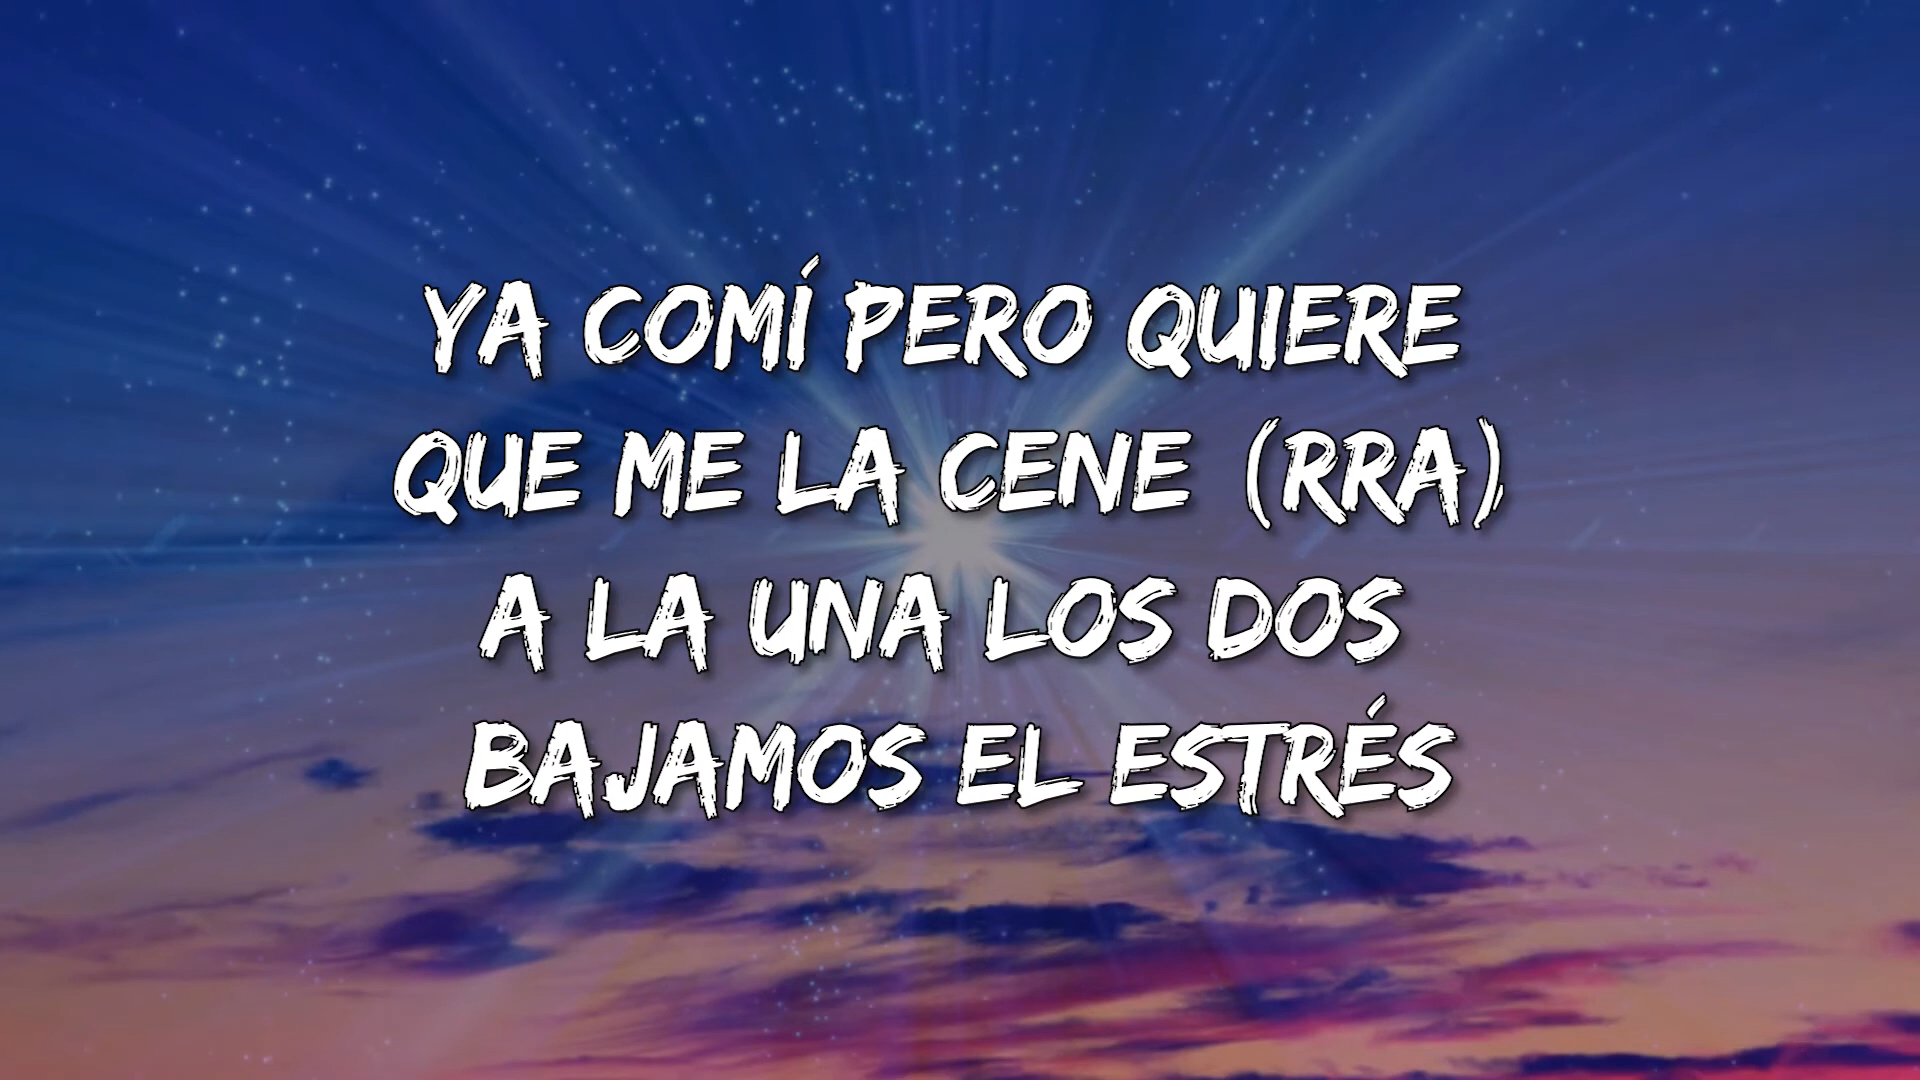 YA COMÍ PERO QUIERE
QUE ME LA CENE (RRA)
A LA UNA LOS DOS
BAJAMOS EL ESTRÉS